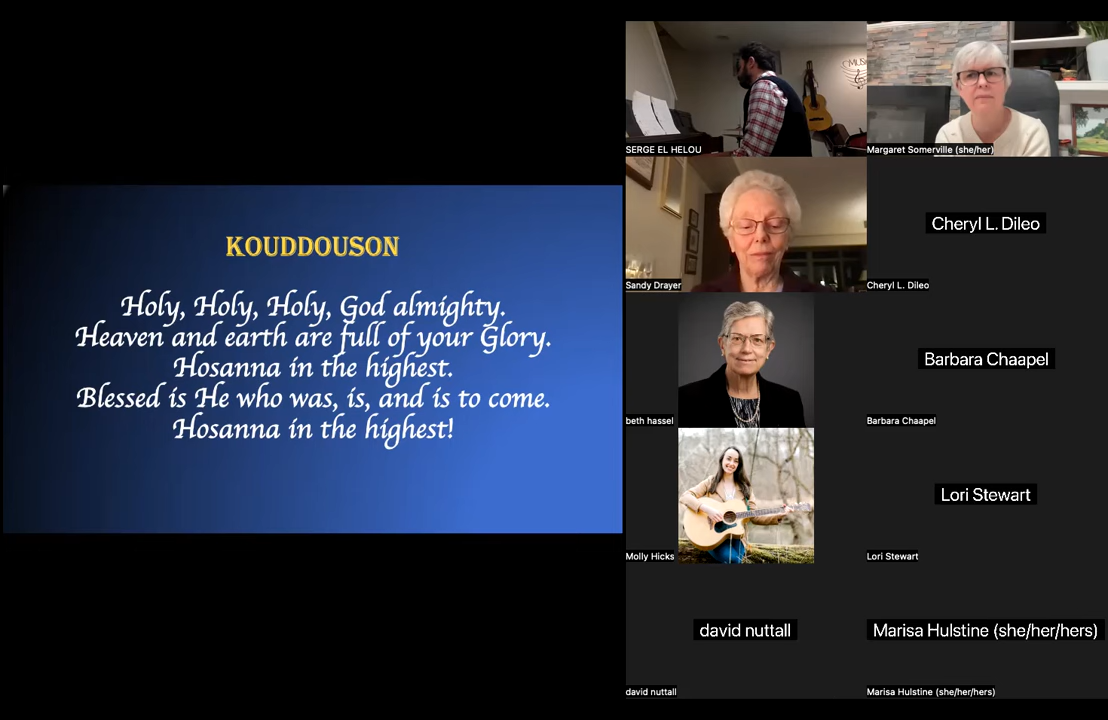 KOUDDOUSON
Holy, Holy, Holy, God almighty.
Heaven and earth are full of your Glory.
Hosanna in the highest.
Blessed is He who was, is, and is to come.
Hosanna in the highest!
SERGE EL HELOU
Margaret Somerville (she/her)
Sandy Drayer
Cheryl L. Dileo
Cheryl L. Dileo
beth hassel
Barbara Chaapel
Barbara Chaapel
Molly Hicks
Lori Stewart
Lori Stewart
david nuttall
david nuttall
Marisa Hulstine (she/her/hers)
Marisa Hulstine (she/her/hers)